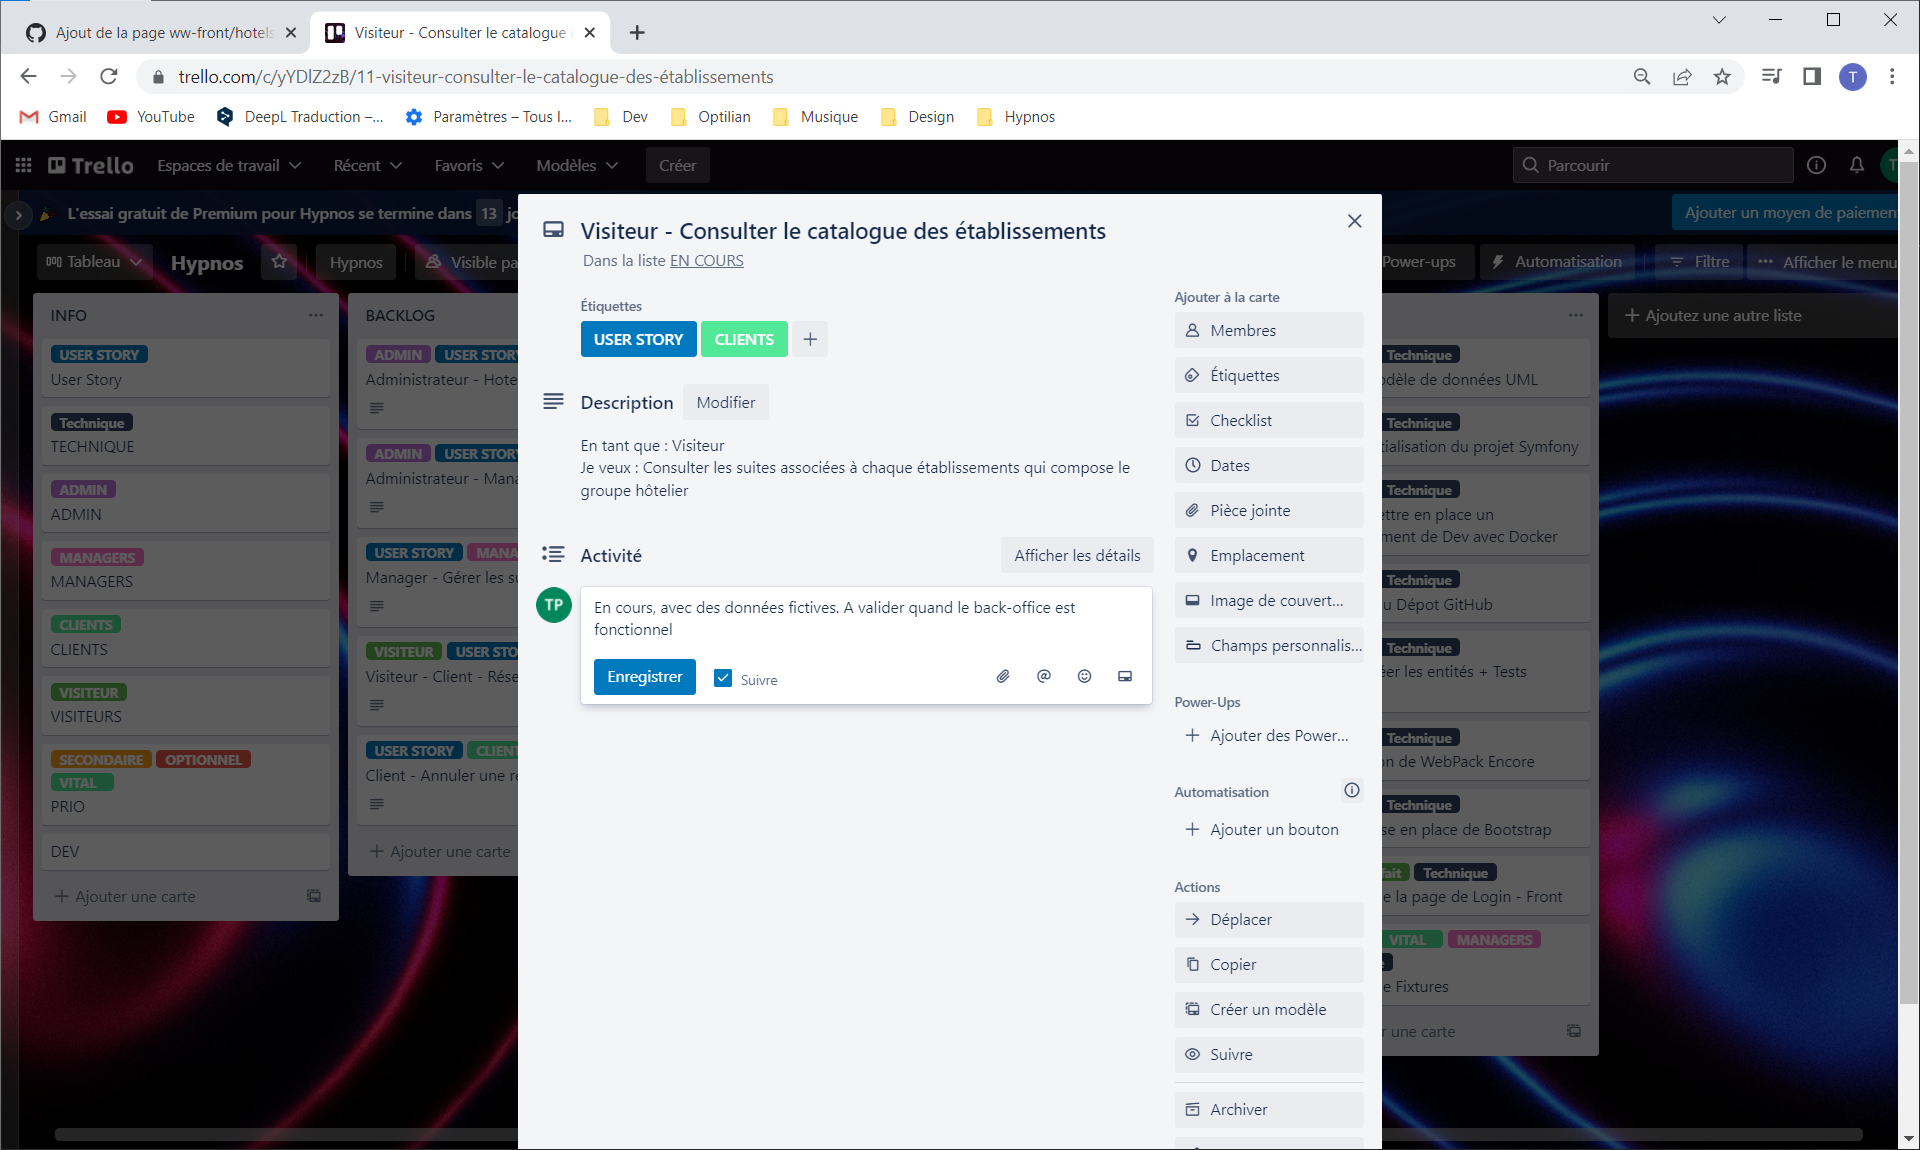 Ajout de la page ww-front/hotels
Visiteur - Consulter le catalogue
trello.com/c/yYDlZ2zB/11-visiteur-consulter-le-catalogue-des-établissements
T
Gmail
YouTube
DeepL Traduction –...
Paramètres – Tous l...
Dev
Optilian
Musique
Design
Hypnos
Trello
Espaces de travail
Récent
Favoris
Modèles
Créer
Parcourir
T
L'essai gratuit de Premium pour Hypnos se termine dans 13 jo
Ajouter un moyen de paiemen
Tableau
Hypnos
Hypnos
Visible pa
Power-ups
Automatisation
Filtre
Afficher le menu
INFO
USER STORY
User Story
Technique
TECHNIQUE
ADMIN
ADMIN
MANAGERS
MANAGERS
CLIENTS
CLIENTS
VISITEUR
VISITEURS
SECONDAIRE OPTIONNEL
VITAL
PRIO
DEV
Ajouter une carte
BACKLOG
ADMIN USER STOR
Administrateur - Hote
ADMIN USER STOR
Administrateur - Mana
USER STORY MANA
Manager - Gérer les su
VISITEUR USER STO
Visiteur - Client - Rése
USER STORY CLIEN
Client - Annuler une re
Ajouter une carte
Visiteur - Consulter le catalogue des établissements
Dans la liste EN COURS
Étiquettes
USER STORY CLIENTS
Description
Modifier
En tant que : Visiteur
Je veux : Consulter les suites associées à chaque établissements qui compose le
groupe hôtelier
Activité
Afficher les détails
TP
En cours, avec des données fictives. A valider quand le back-office est
fonctionnel
Enregistrer
Suivre
Ajouter à la carte
Membres
Étiquettes
Checklist
Dates
Pièce jointe
Emplacement
Image de couvert...
Champs personnalis...
Power-Ups
Ajouter des Power...
Automatisation
Ajouter un bouton
Actions
Déplacer
Copier
Créer un modèle
Suivre
Archiver
Technique
dèle de données UML
Technique
tialisation du projet Symfony
Technique
ettre en place un
ment de Dev avec Docker
Technique
u Dépot GitHub
Technique
éer les entités + Tests
Technique
on de WebPack Encore
Technique
se en place de Bootstrap
fait Technique
e la page de Login - Front
VITAL MANAGERS
e Fixtures
r une carte
Ajoutez une autre liste